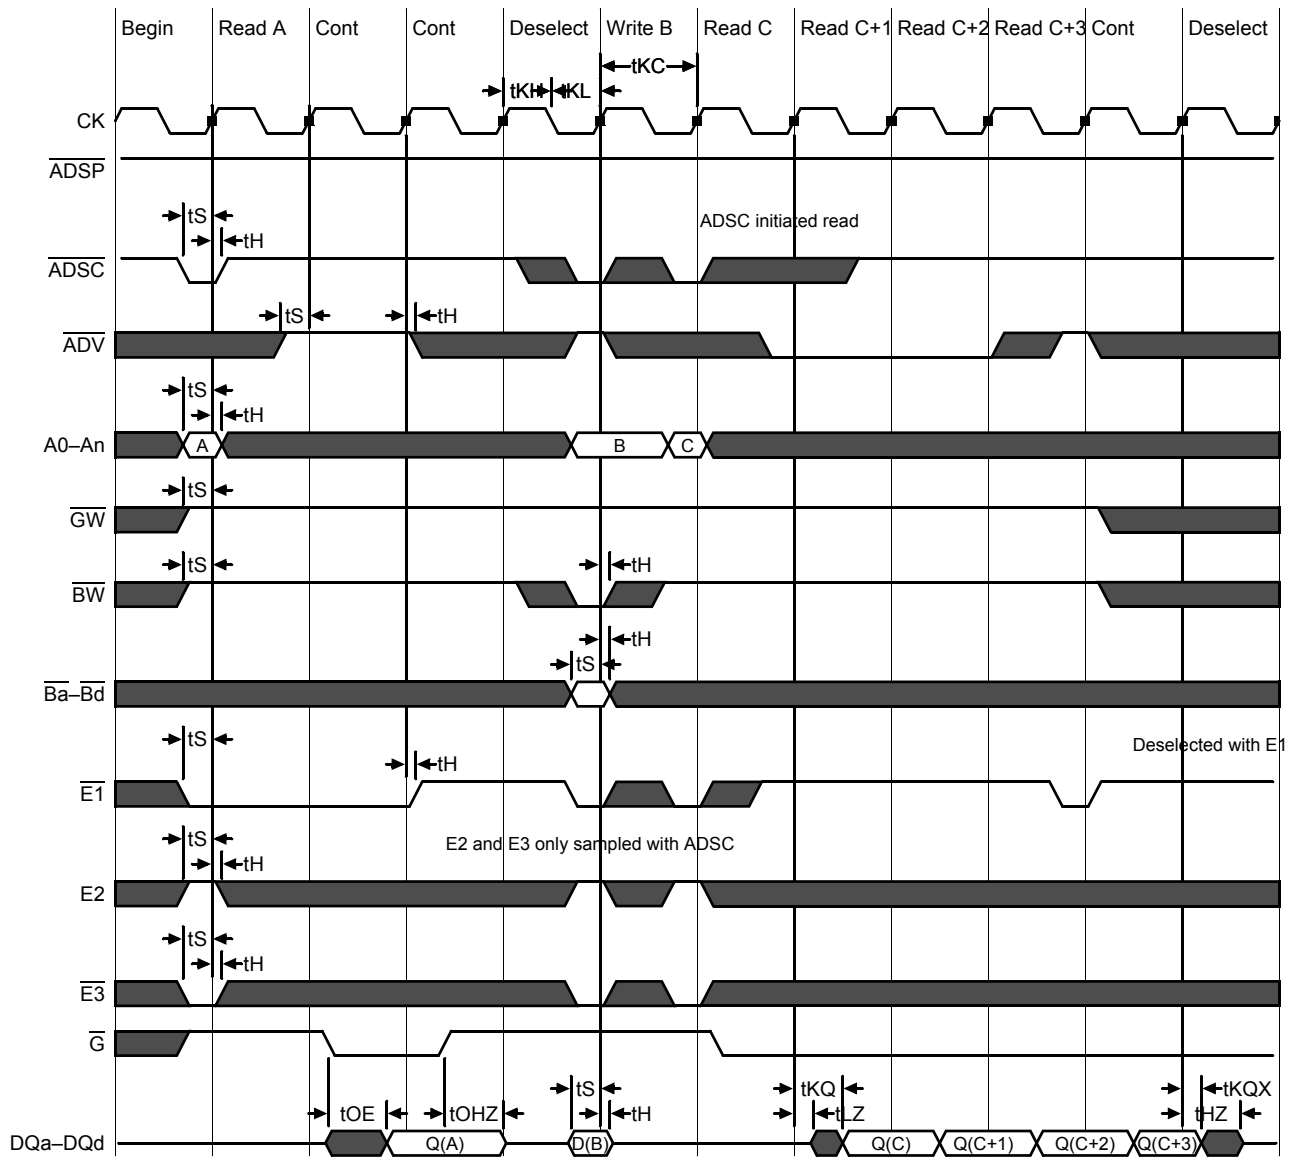 Begin Read A Cont Cont Deselect Write B Read C Read C+1 Read C+2 Read C+3 Cont Deselect
tKC
tKH tKL
CK
ADSP
tS ADSC initiated read
tH
ADSC
tS tH
ADV
tS
tH
A0–An A B C
tS
GW
tS tH
BW
tH
tS
Ba–Bd
tS Deselected with E1
tH
E1
tS E2 and E3 only sampled with ADSC
tH
E2
tS
tH
E3
G
tS tKQ tKQX
tOE tOHZ tH tLZ tHZ
DQa–DQd Q(A) D(B) Q(C) Q(C+1) Q(C+2) Q(C+3)